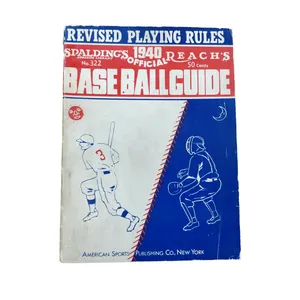 REVISED PLAYING RULES
SPALDING'S 1940 REACH'S
No. 322 OFFICIAL 50 Cents
BASE BALL GUIDE
3
AMERICAN SPORTS PUBLISHING CO., NEW YORK